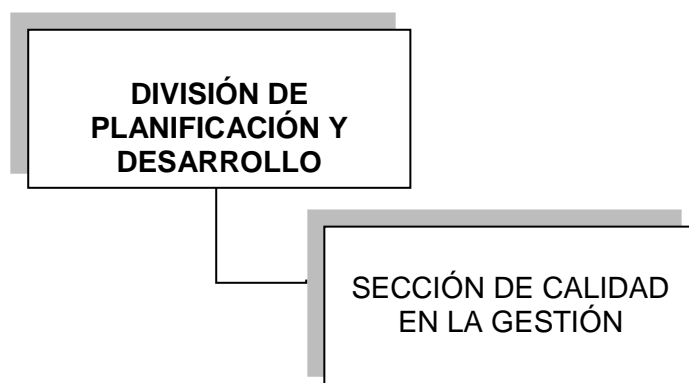 DIVISIÓN DE
PLANIFICACIÓN Y
DESARROLLO
SECCIÓN DE CALIDAD
EN LA GESTIÓN